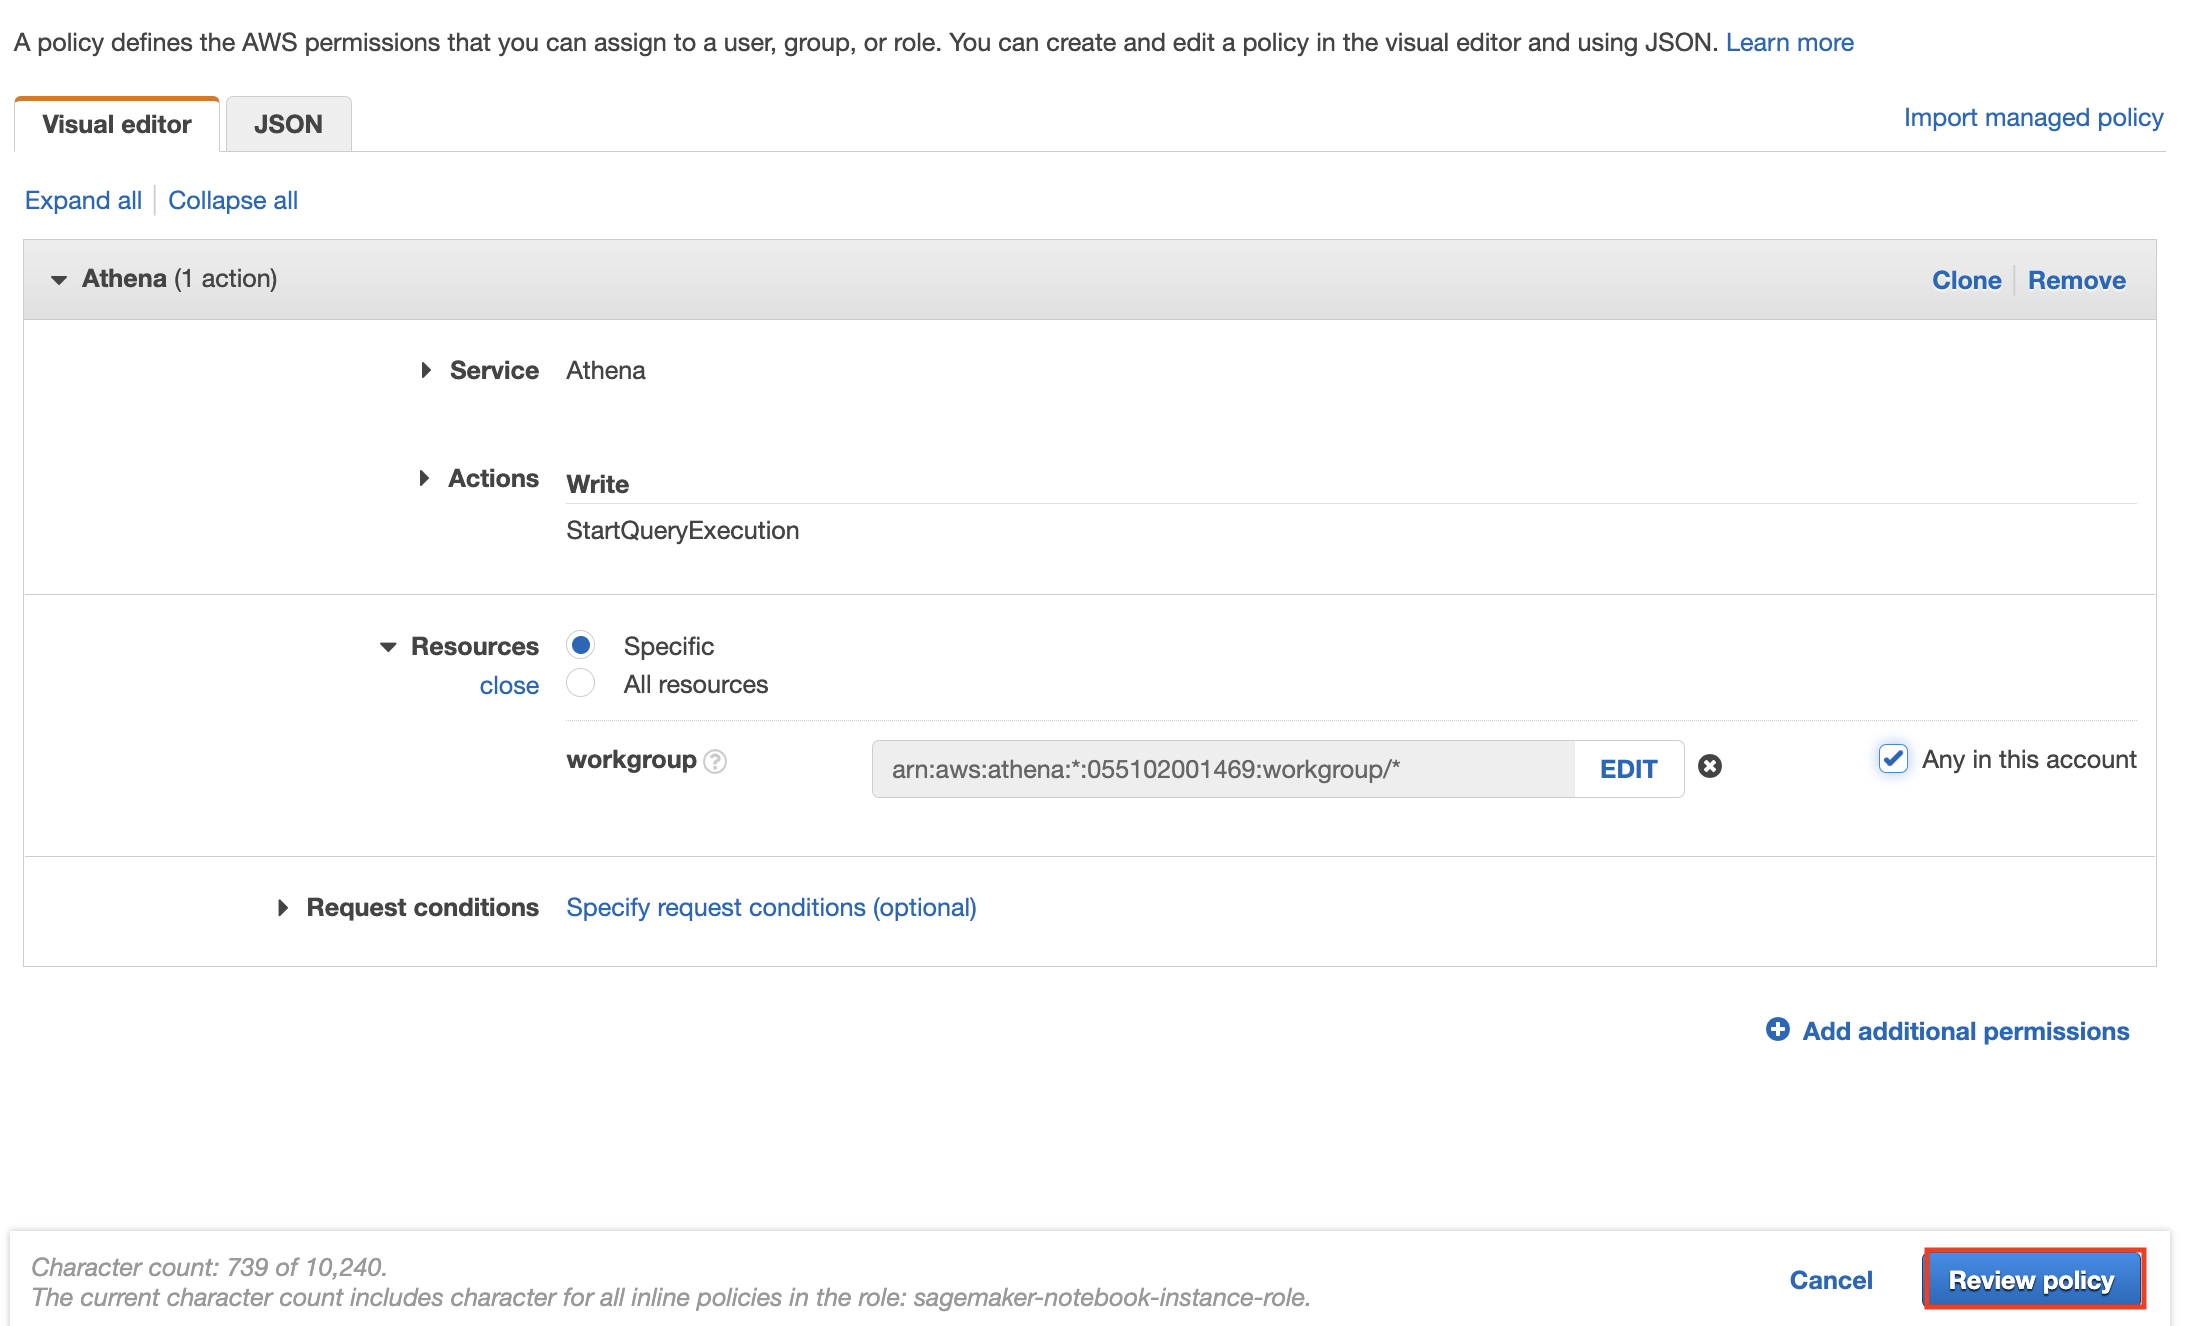 A policy defines the AWS permissions that you can assign to a user, group, or role. You can create and edit a policy in the visual editor and using JSON. Learn more
Visual editor
JSON
Import managed policy
Expand all
Collapse all
Athena (1 action)
Clone
Remove
Service
Athena
Actions
Write
StartQueryExecution
Resources
Specific
close
All resources
workgroup ?
arn:aws:athena:*:055102001469:workgroup/*
EDIT
Any in this account
Request conditions
Specify request conditions (optional)
Add additional permissions
Character count: 739 of 10,240.
The current character count includes character for all inline policies in the role: sagemaker-notebook-instance-role.
Cancel
Review policy